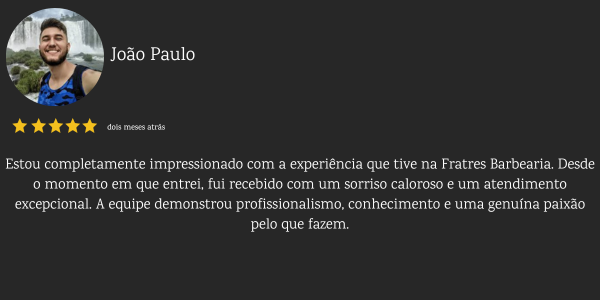 João Paulo
dois meses atrás
Estou completamente impressionado com a experiência que tive na Fratres Barbearia. Desde
o momento em que entrei, fui recebido com um sorriso caloroso e um atendimento
excepcional. A equipe demonstrou profissionalismo, conhecimento e uma genuína paixão
pelo que fazem.